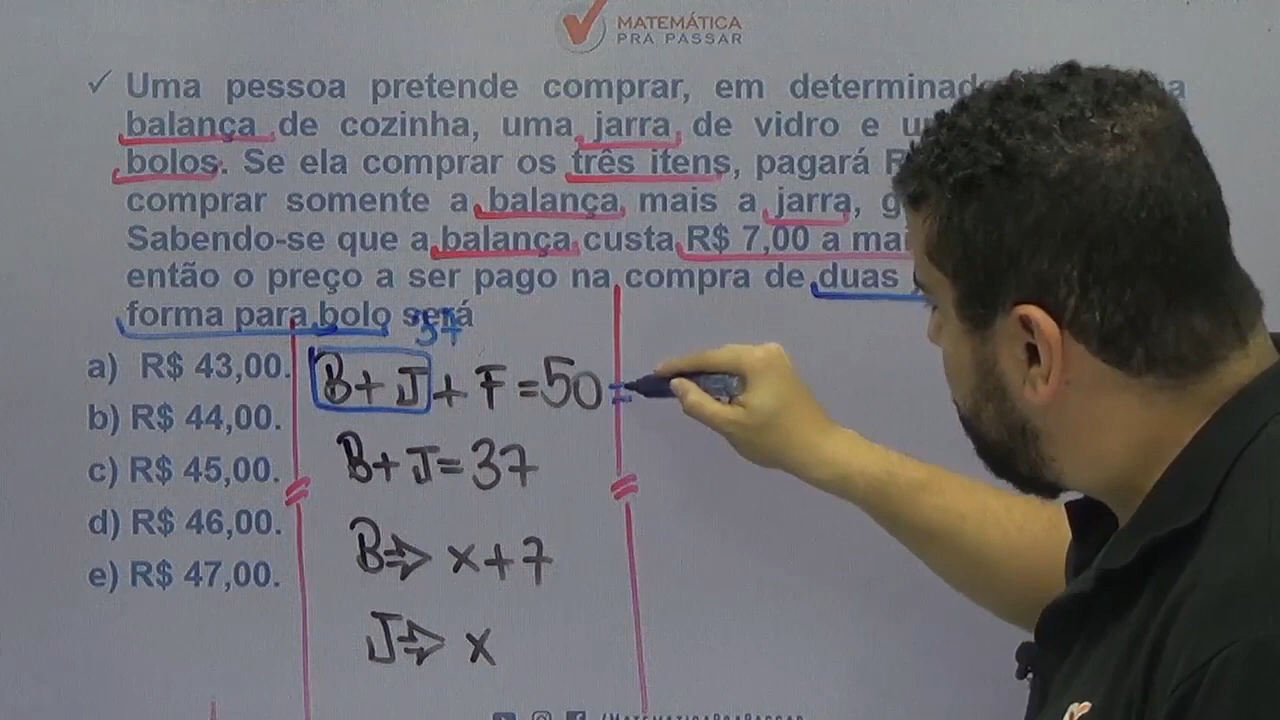 MATEMÁTICA
PRA PASSAR
✓ Uma pessoa pretende comprar, em
balança de cozinha, uma jarra de vidro e
bolos. Se ela comprar os três itens, pagará
comprar somente a balança mais a jarra,
Sabendo-se que a balança custa R$ 7,00 a
então o preço a ser pago na compra de duas
forma para bolo será
37
a) R$ 43,00.
b) R$ 44,00.
c) R$ 45,00.
d) R$ 46,00.
e) R$ 47,00.
B + J + F = 50
B + J = 37
B ⇒ x + 7
J ⇒ x
/MATEMATICAPRAPASSAR